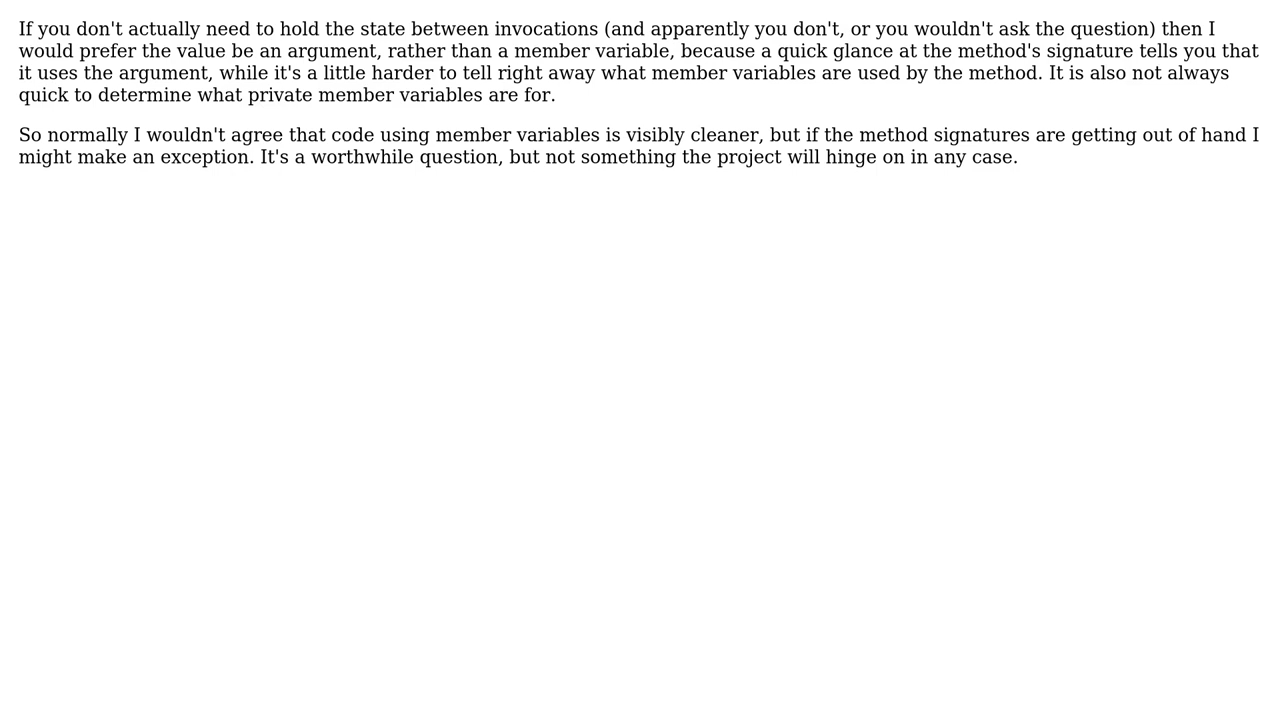 If you don't actually need to hold the state between invocations (and apparently you don't, or you wouldn't ask the question) then I
would prefer the value be an argument, rather than a member variable, because a quick glance at the method's signature tells you that
it uses the argument, while it's a little harder to tell right away what member variables are used by the method. It is also not always
quick to determine what private member variables are for.
So normally I wouldn't agree that code using member variables is visibly cleaner, but if the method signatures are getting out of hand I
might make an exception. It's a worthwhile question, but not something the project will hinge on in any case.